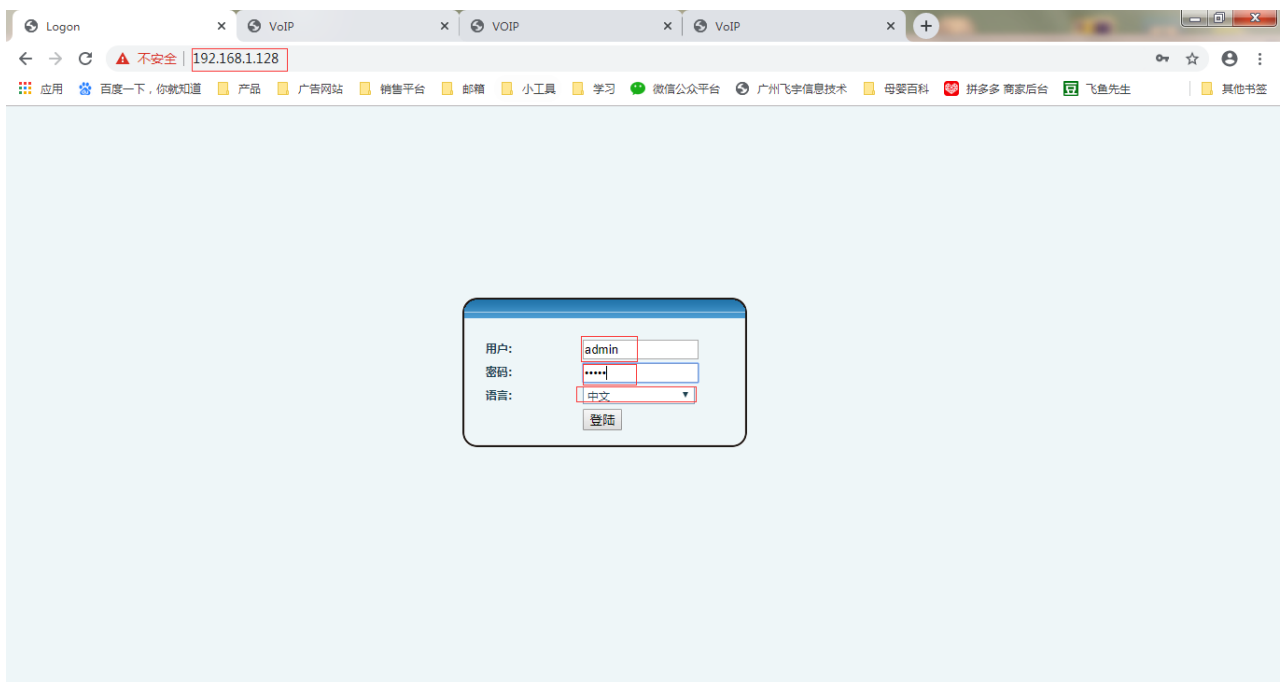 Logon VoIP VOIP VoIP
不安全 192.168.1.128
应用 百度一下，你就知道 产品 广告网站 销售平台 邮箱 小工具 学习 微信公众平台 广州飞宇信息技术 母婴百科 拼多多 商家后台 飞鱼先生 其他书签
用户: admin
密码: •••••
语言: 中文
登陆